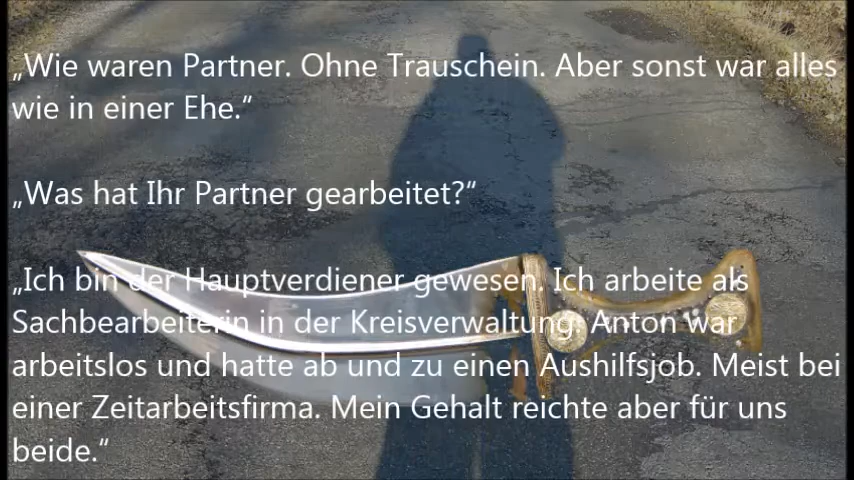 „Wie waren Partner. Ohne Trauschein. Aber sonst war alles
wie in einer Ehe.“
„Was hat Ihr Partner gearbeitet?“
„Ich bin der Hauptverdiener gewesen. Ich arbeite als
Sachbearbeiterin in der Kreisverwaltung. Anton war
arbeitslos und hatte ab und zu einen Aushilfsjob. Meist bei
einer Zeitarbeitsfirma. Mein Gehalt reichte aber für uns
beide.“